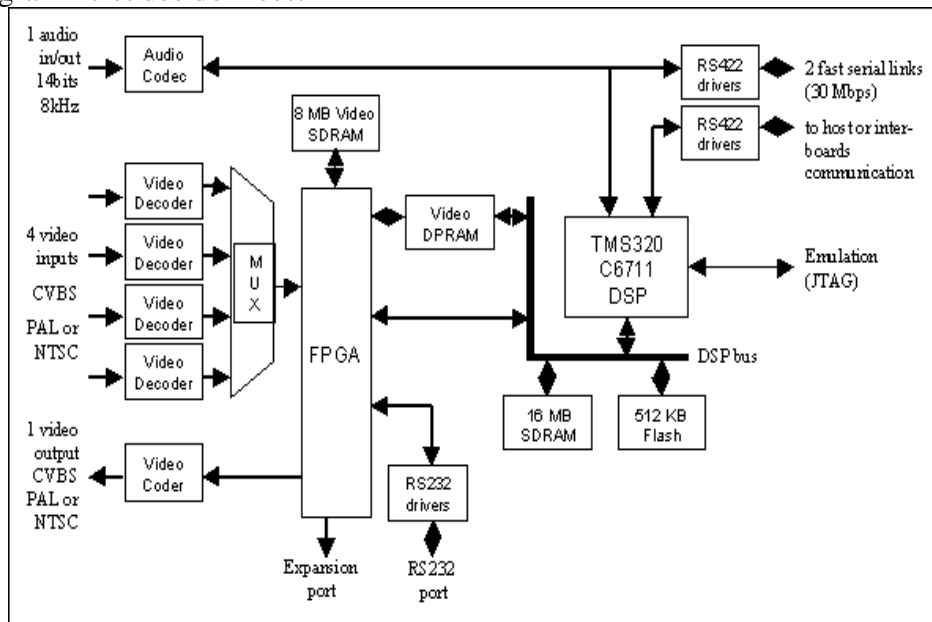 1 audio
in/out
14bits
8kHz
Audio
Codec
RS422
drivers
2 fast serial links
(30 Mbps)
8 MB Video
SDRAM
RS422
drivers
to host or inter-
boards
communication
Video
Decoder
Video
Decoder
Video
Decoder
Video
Decoder
4 video
inputs
CVBS
PAL or
NTSC
M
U
X
FPGA
Video
DPRAM
TMS320
C6711
DSP
Emulation
(JTAG)
DSP bus
16 MB
SDRAM
512 KB
Flash
1 video
output
CVBS
PAL or
NTSC
Video
Coder
RS232
drivers
Expansion
port
RS232
port